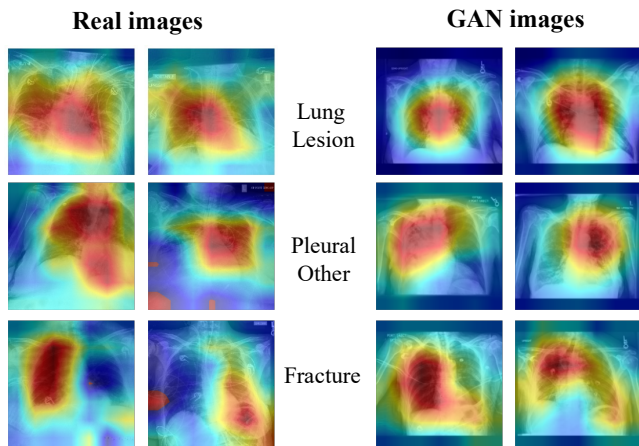 Real images
GAN images
Lung
Lesion
Pleural
Other
Fracture